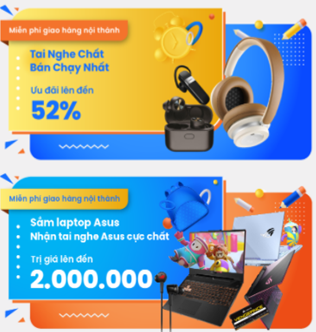 Miễn phí giao hàng nội thành
Tai Nghe Chất
Bán Chạy Nhất
Ưu đãi lên đến
52%
Miễn phí giao hàng nội thành
Sắm laptop Asus
Nhận tai nghe Asus cực chất
Trị giá lên đến
2.000.000